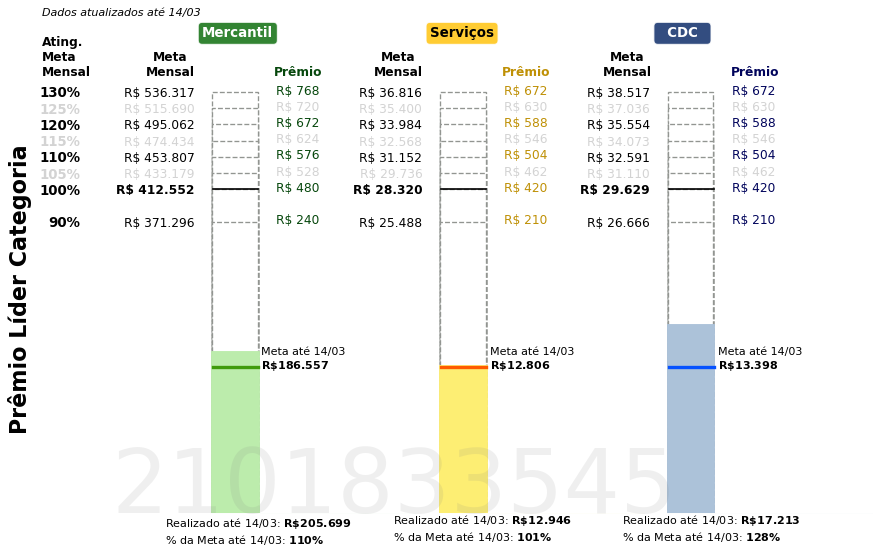 Dados atualizados até 14/03
Mercantil Serviços CDC
Ating. Meta Mensal Meta Mensal Prêmio Meta Mensal Prêmio Meta Mensal Prêmio
130% R$ 536.317 R$ 768 R$ 36.816 R$ 672 R$ 38.517 R$ 672
125% R$ 515.690 R$ 720 R$ 35.400 R$ 630 R$ 37.036 R$ 630
120% R$ 495.062 R$ 672 R$ 33.984 R$ 588 R$ 35.554 R$ 588
115% R$ 474.434 R$ 624 R$ 32.568 R$ 546 R$ 34.073 R$ 546
110% R$ 453.807 R$ 576 R$ 31.152 R$ 504 R$ 32.591 R$ 504
105% R$ 433.179 R$ 528 R$ 29.736 R$ 462 R$ 31.110 R$ 462
100% R$ 412.552 R$ 480 R$ 28.320 R$ 420 R$ 29.629 R$ 420
90% R$ 371.296 R$ 240 R$ 25.488 R$ 210 R$ 26.666 R$ 210
Prêmio Líder Categoria
Meta até 14/03 Meta até 14/03 Meta até 14/03
R$186.557 R$12.806 R$13.398
2101833545
Realizado até 14/03: R$205.699 Realizado até 14/03: R$12.946 Realizado até 14/03: R$17.213
% da Meta até 14/03: 110% % da Meta até 14/03: 101% % da Meta até 14/03: 128%